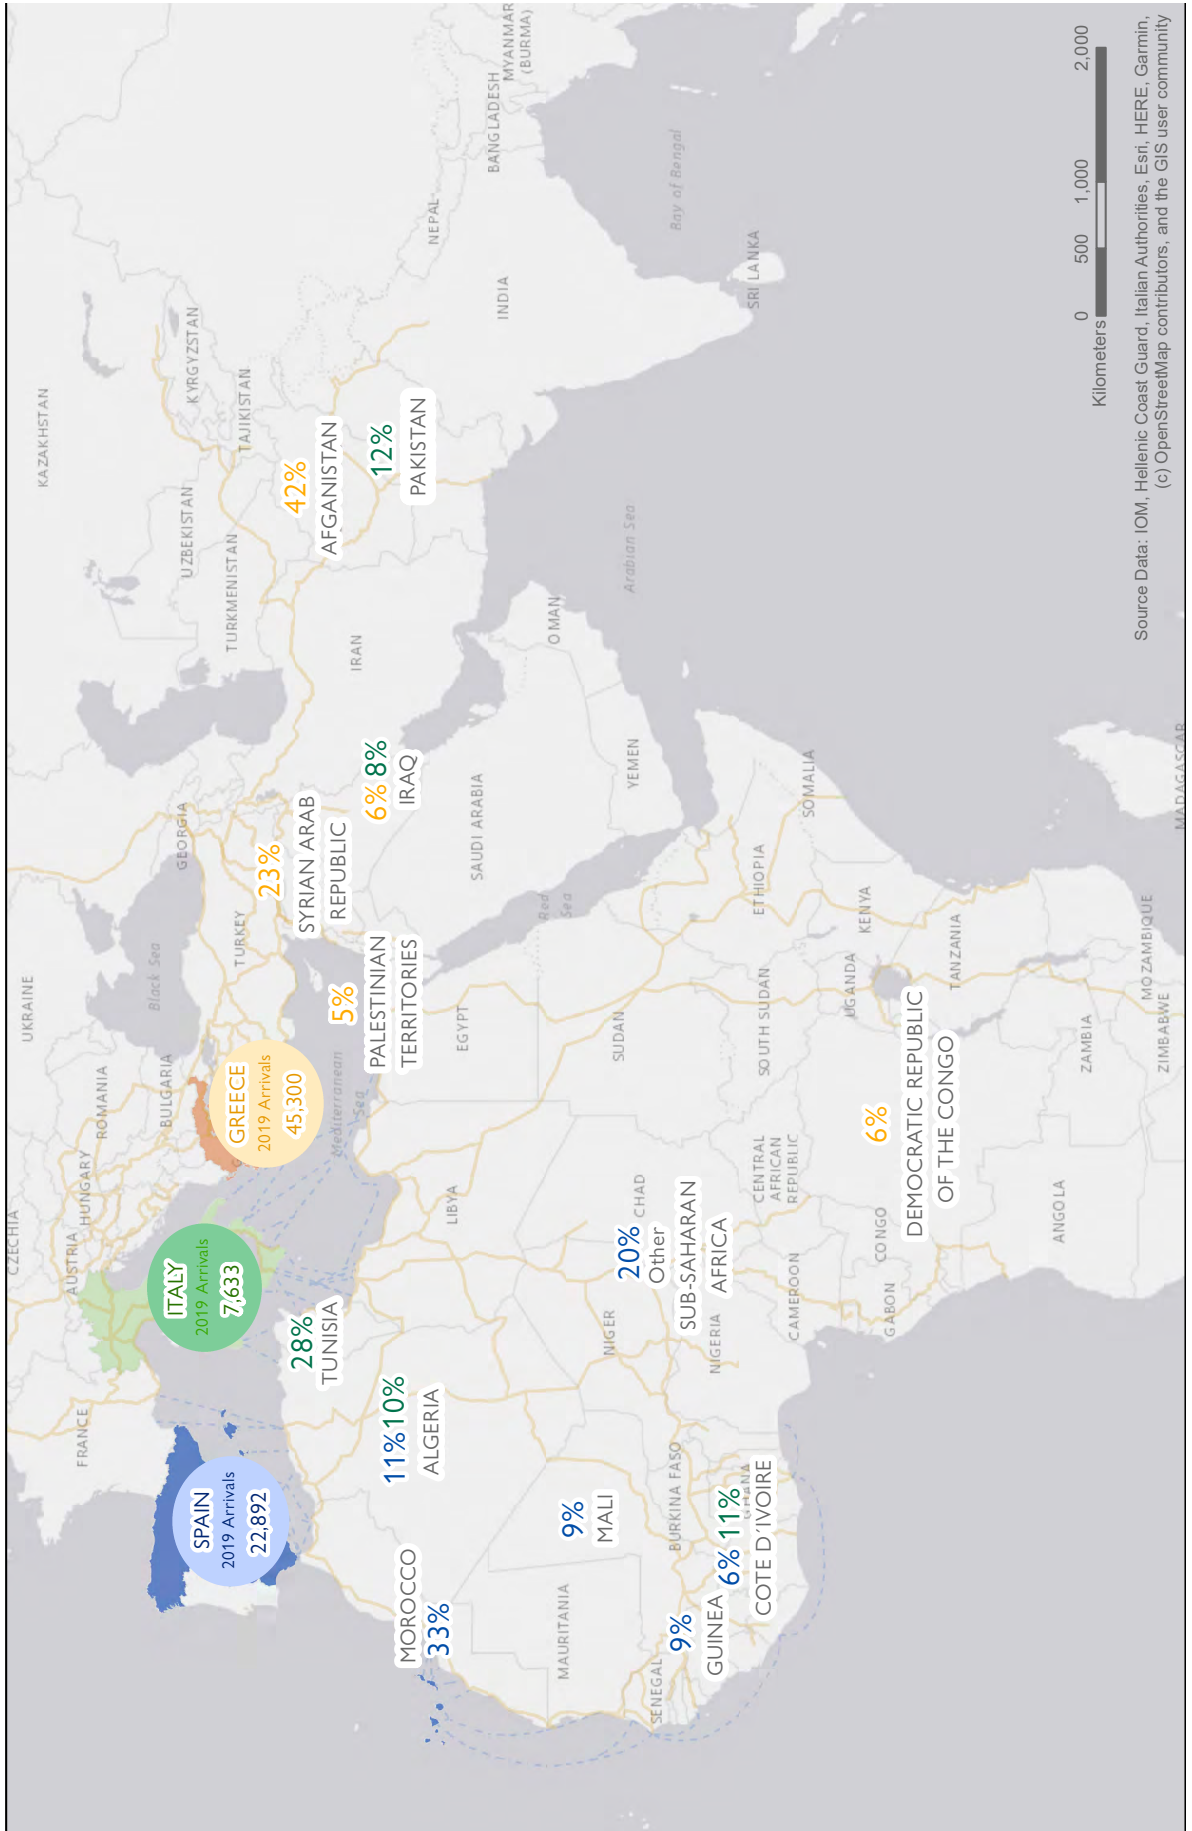 CZECHIA
UKRAINE
KAZAKHSTAN
FRANCE
AUSTRIA
HUNGARY
ROMANIA
BULGARIA
Black Sea
GEORGIA
UZBEKISTAN
KYRGYZSTAN
TURKMENISTAN
TAJIKISTAN
SPAIN
2019 Arrivals
22,892
ITALY
2019 Arrivals
7,633
GREECE
2019 Arrivals
45,300
TURKEY
23%
SYRIAN ARAB
REPUBLIC
42%
AFGANISTAN
28%
TUNISIA
Mediterranean
Sea
5%
PALESTINIAN
TERRITORIES
6% 8%
IRAQ
IRAN
12%
PAKISTAN
NEPAL
BANGLADESH
MYANMAR
(BURMA)
INDIA
MOROCCO
33%
11% 10%
ALGERIA
LIBYA
EGYPT
SAUDI ARABIA
OMAN
Red
Sea
YEMEN
Arabian Sea
Bay of Bengal
SRI LANKA
MAURITANIA
9%
MALI
NIGER
CHAD
SUDAN
20%
Other
SUB-SAHARAN
AFRICA
SENEGAL
9%
GUINEA
BURKINA FASO
6% 11%
GHANA
COTE D'IVOIRE
NIGERIA
CAMEROON
CENTRAL
AFRICAN
REPUBLIC
SOUTH SUDAN
ETHIOPIA
SOMALIA
GABON
CONGO
6%
DEMOCRATIC REPUBLIC
OF THE CONGO
UGANDA
KENYA
TANZANIA
ANGOLA
ZAMBIA
MOZAMBIQUE
ZIMBABWE
MADAGASCAR
0 500 1,000 2,000
Kilometers
Source Data: IOM, Hellenic Coast Guard, Italian Authorities, Esri, HERE, Garmin,
(c) OpenStreetMap contributors, and the GIS user community